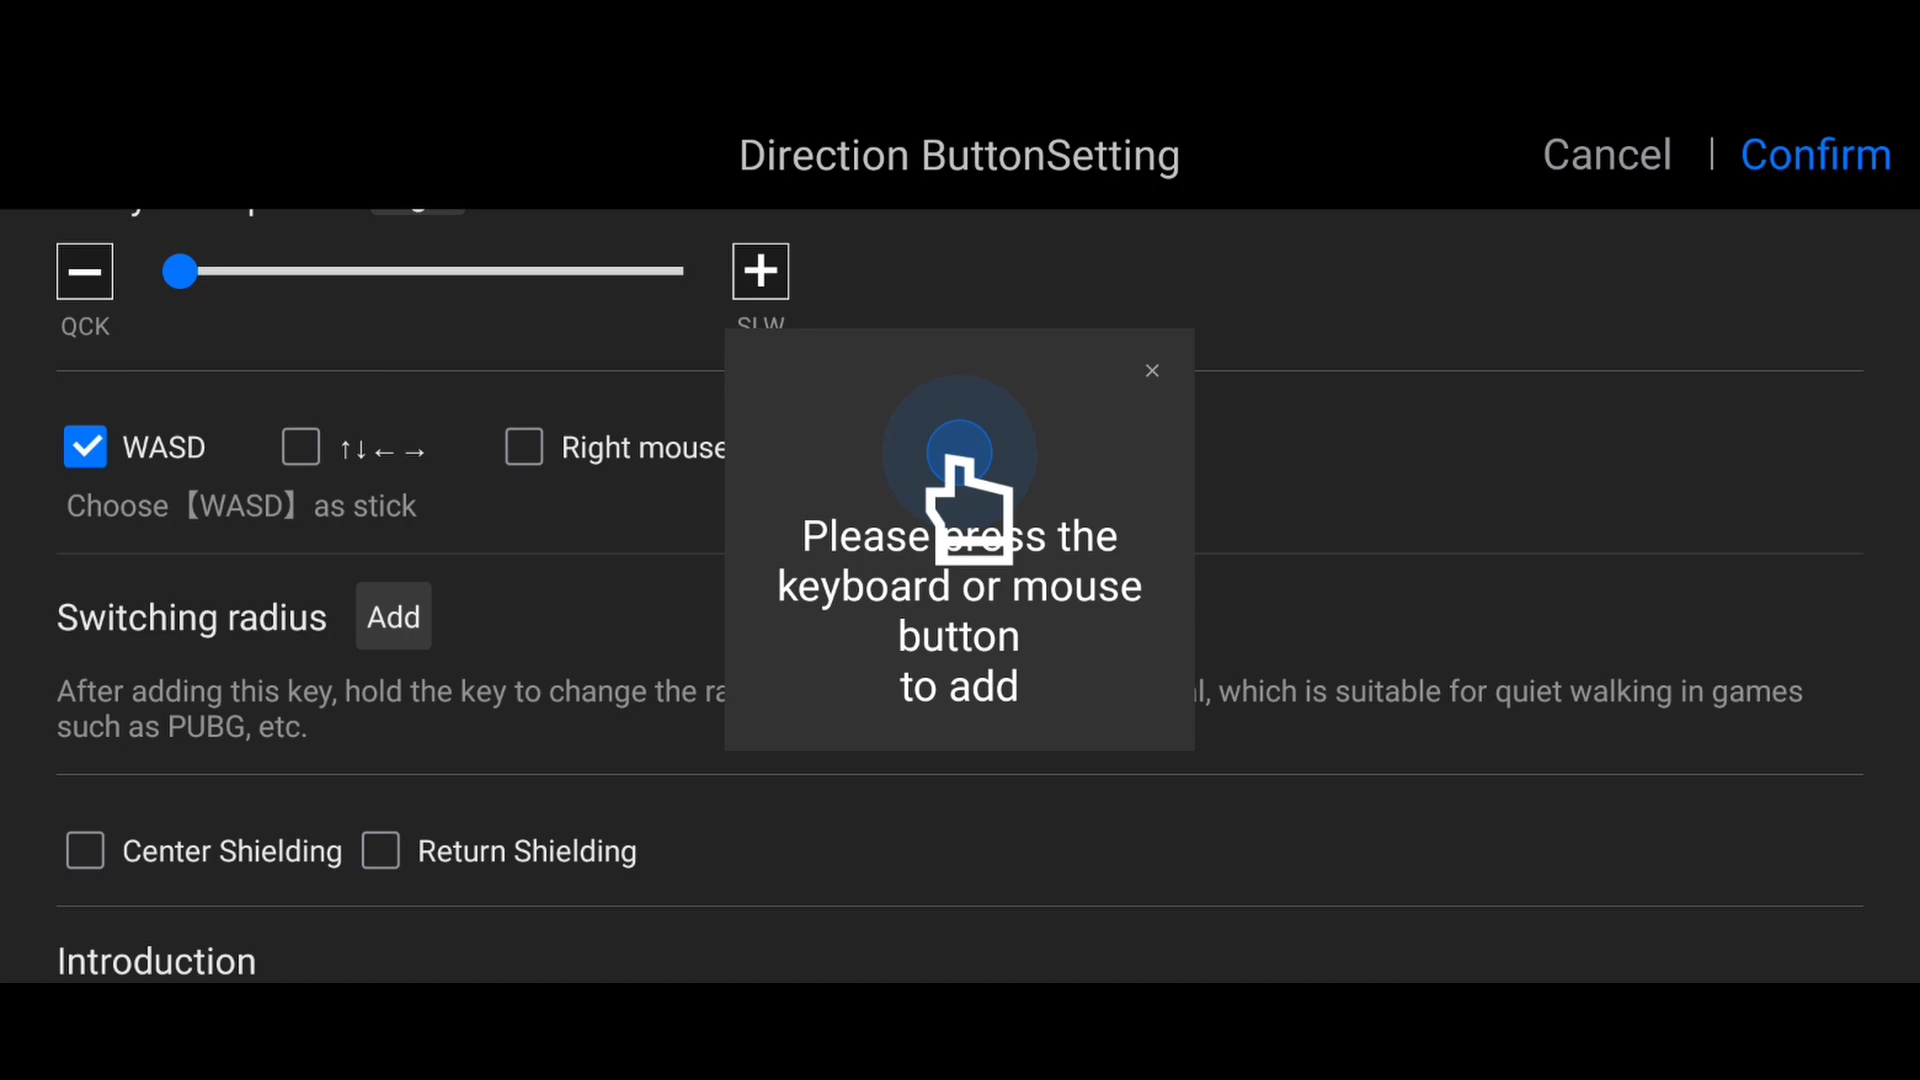 Direction ButtonSetting
Cancel | Confirm
QCK
SLW
WASD
↑↓←→
Right mouse
Choose【WASD】as stick
Switching radius
Add
After adding this key, hold the key to change the ra
l, which is suitable for quiet walking in games
such as PUBG, etc.
Please press the
keyboard or mouse
button
to add
Center Shielding
Return Shielding
Introduction